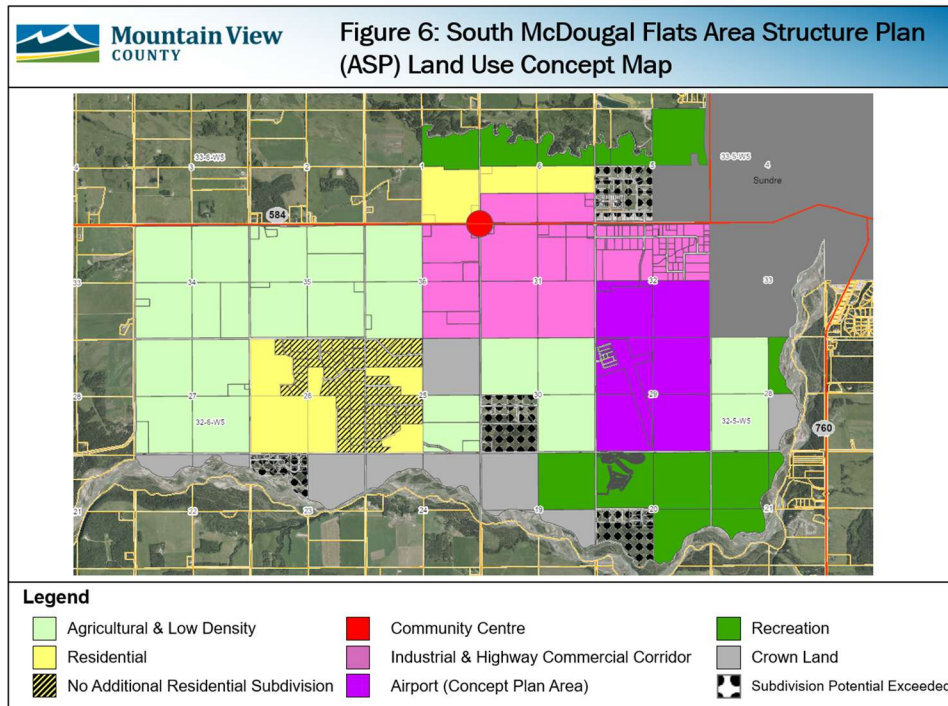 Mountain View
COUNTY
Figure 6: South McDougal Flats Area Structure Plan
(ASP) Land Use Concept Map
33-6-W5
33-5-W5
4
3
2
1
6
5
4
Sundre
584
33
34
35
36
31
32
33
28
27
26
25
30
29
28
32-6-W5
32-5-W5
760
21
22
23
24
19
20
21
Legend
Agricultural & Low Density
Community Centre
Recreation
Residential
Industrial & Highway Commercial Corridor
Crown Land
No Additional Residential Subdivision
Airport (Concept Plan Area)
Subdivision Potential Exceeded